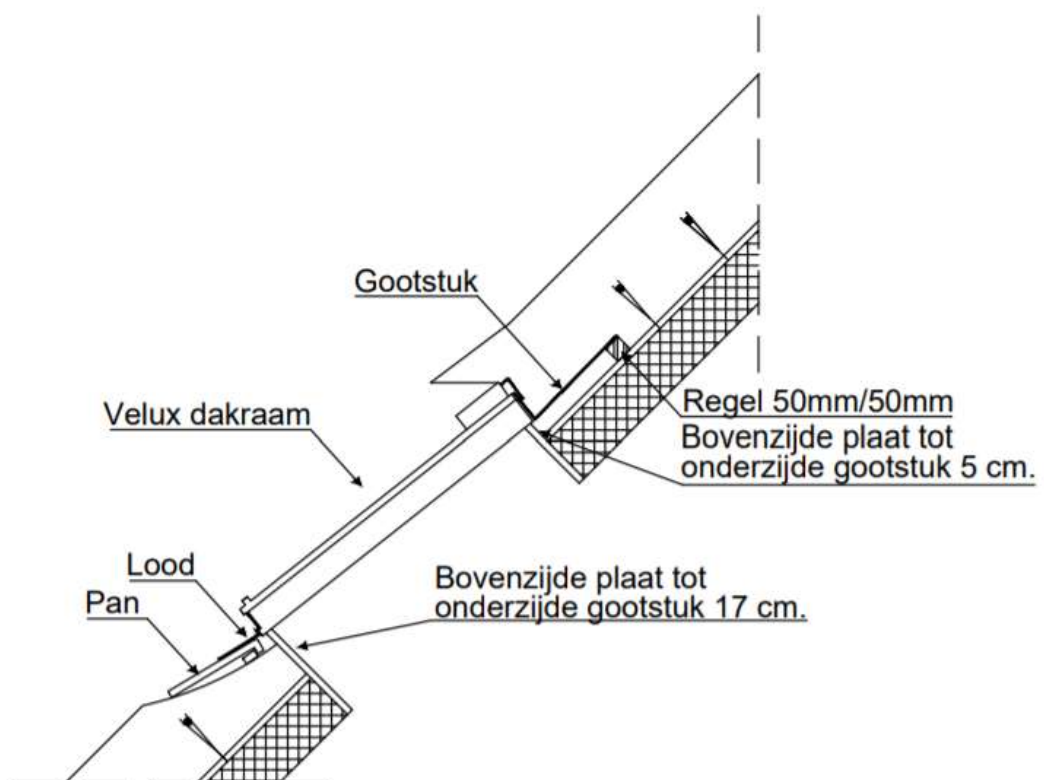 Gootstuk
Regel 50mm/50mm
Velux dakraam
Bovenzijde plaat tot
onderzijde gootstuk 5 cm.
Lood
Bovenzijde plaat tot
onderzijde gootstuk 17 cm.
Pan